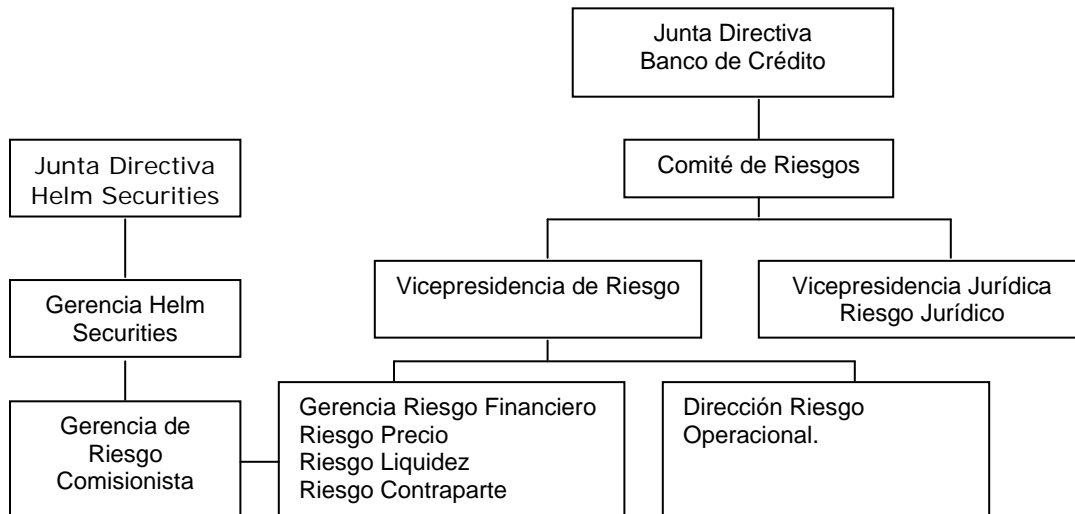 Junta Directiva
Banco de Crédito
Junta Directiva
Helm Securities
Comité de Riesgos
Gerencia Helm
Securities
Vicepresidencia de Riesgo
Vicepresidencia Jurídica
Riesgo Jurídico
Gerencia de
Riesgo
Comisionista
Gerencia Riesgo Financiero
Riesgo Precio
Riesgo Liquidez
Riesgo Contraparte
Dirección Riesgo
Operacional.